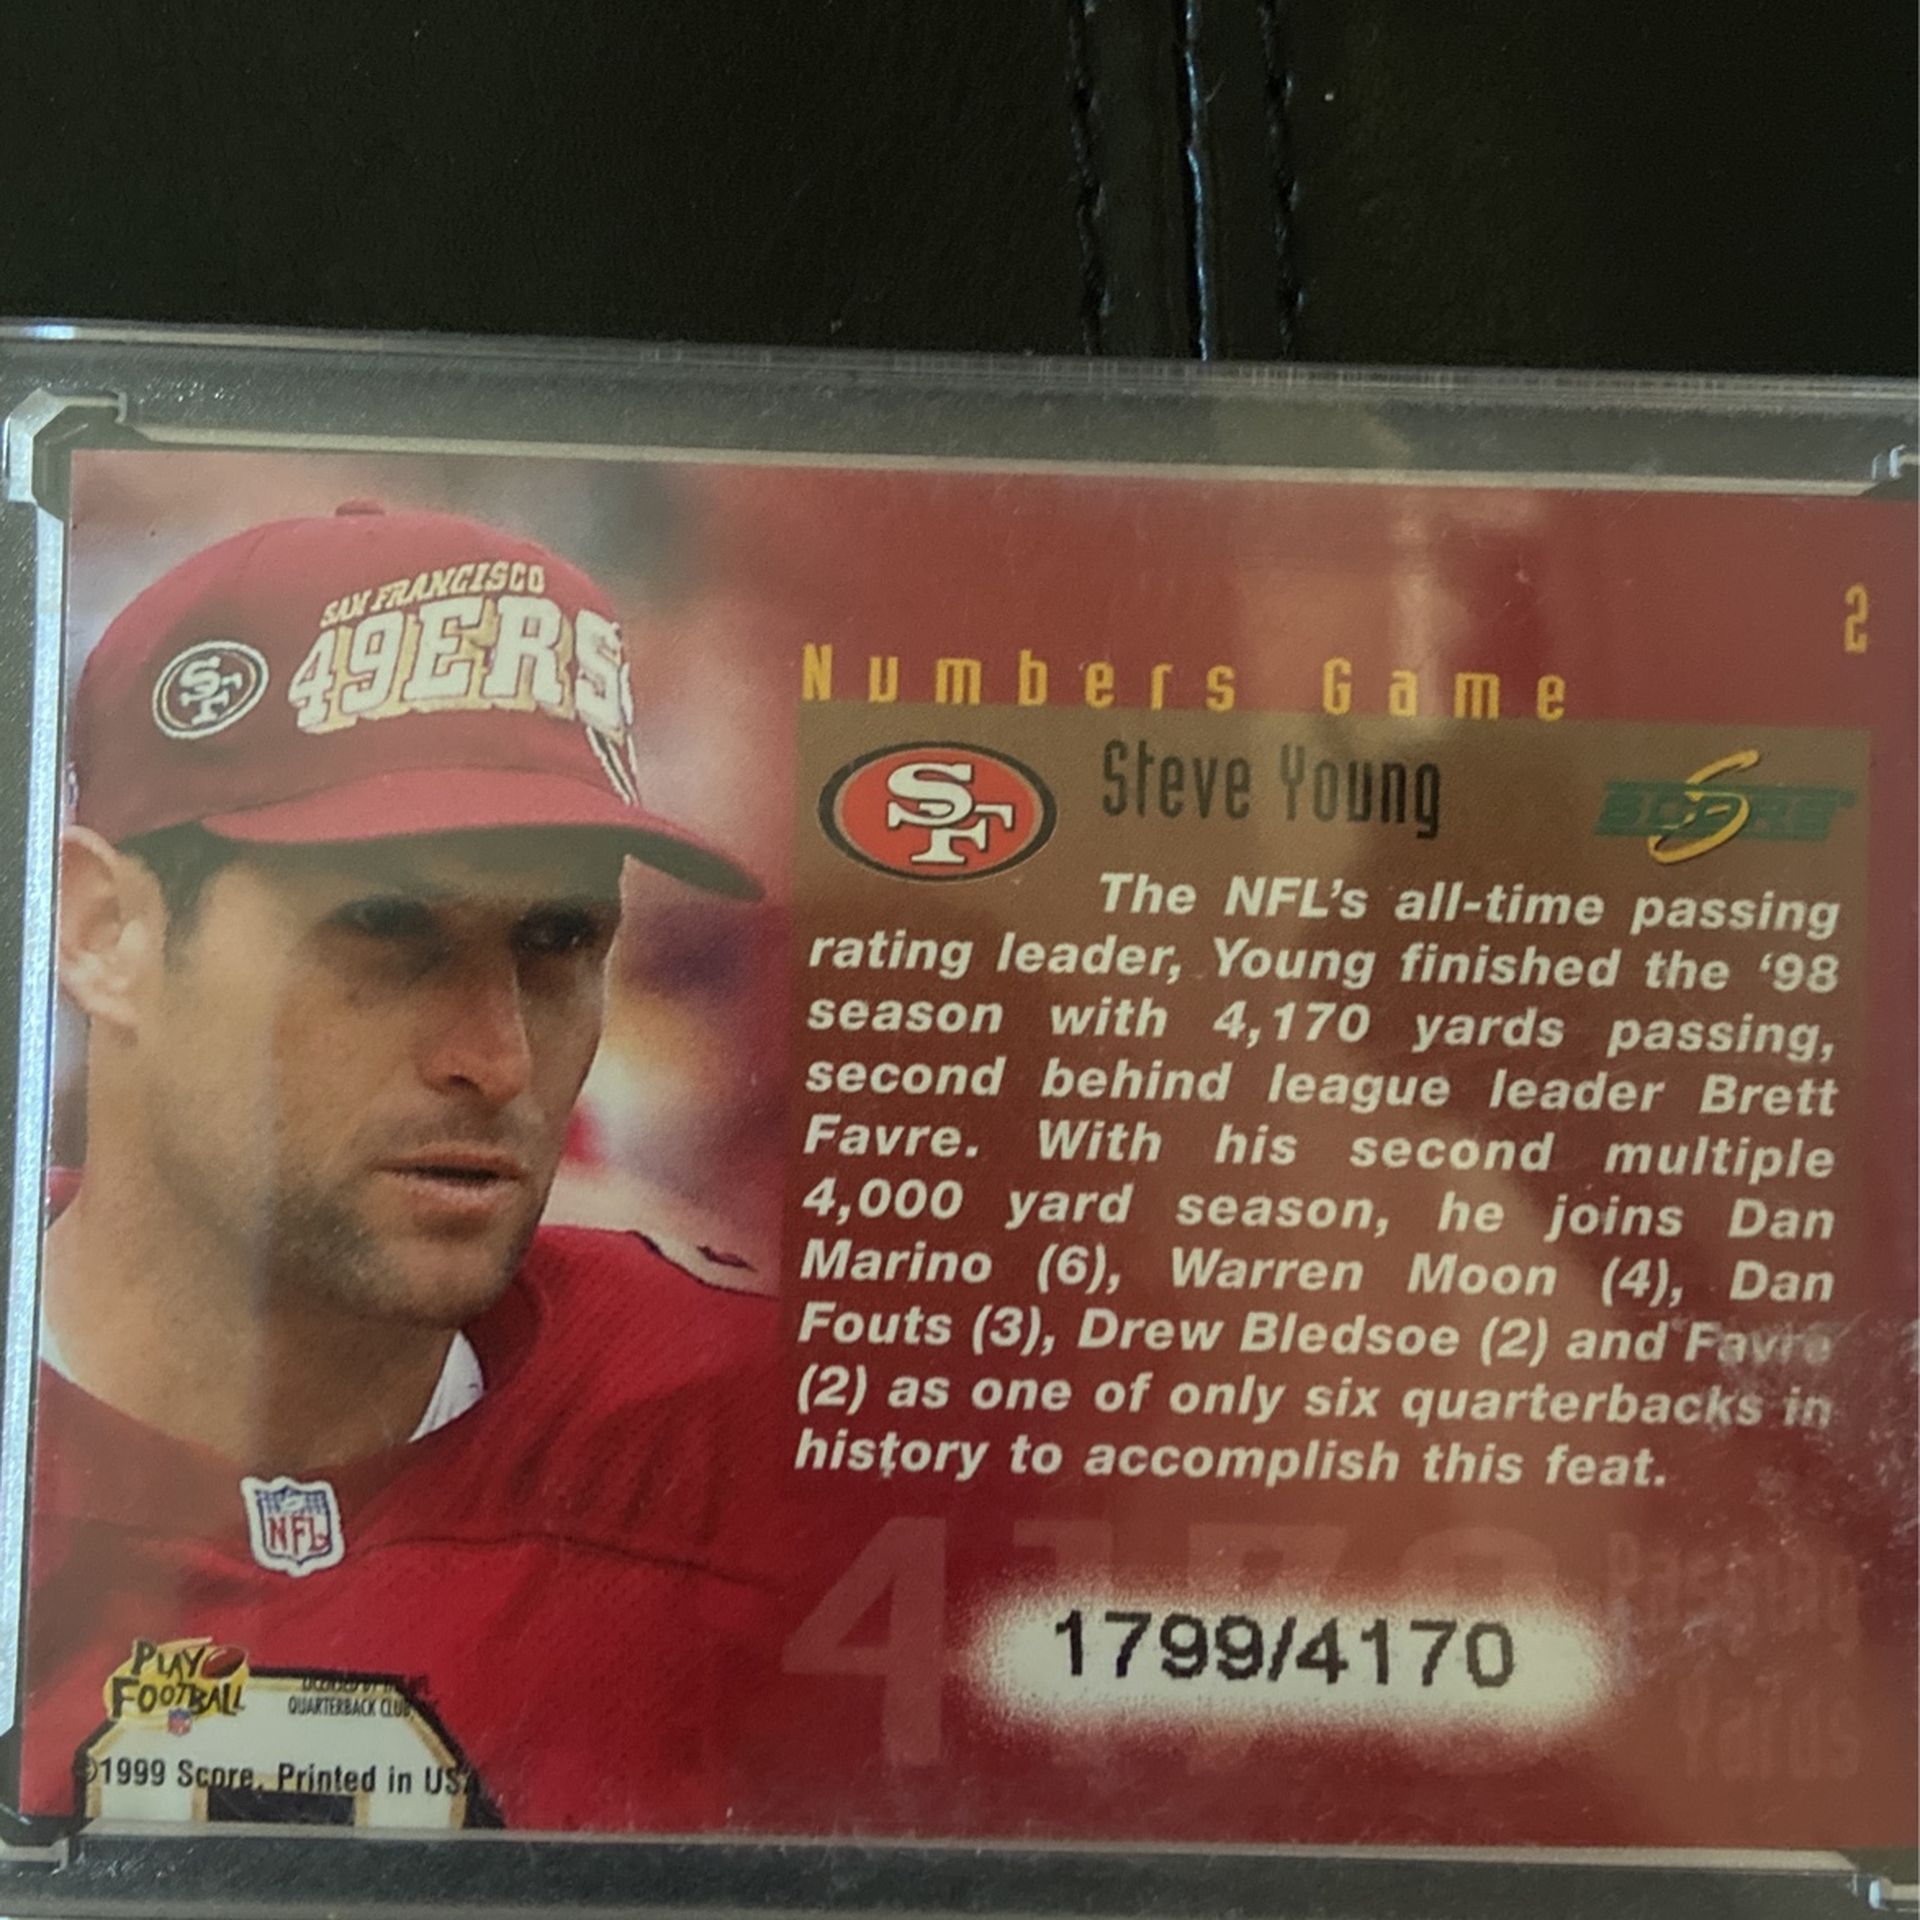 SAN FRANCISCO
49ERS
SF
2
Numbers Game
SF
Steve Young
SCORE
The NFL's all-time passing
rating leader, Young finished the '98
season with 4,170 yards passing,
second behind league leader Brett
Favre. With his second multiple
4,000 yard season, he joins Dan
Marino (6), Warren Moon (4), Dan
Fouts (3), Drew Bledsoe (2) and Favre
(2) as one of only six quarterbacks in
history to accomplish this feat.
NFL
4170
Passing
Yards
1799/4170
PLAY
FOOTBALL
QUARTERBACK CLUB
©1999 Score. Printed in USA